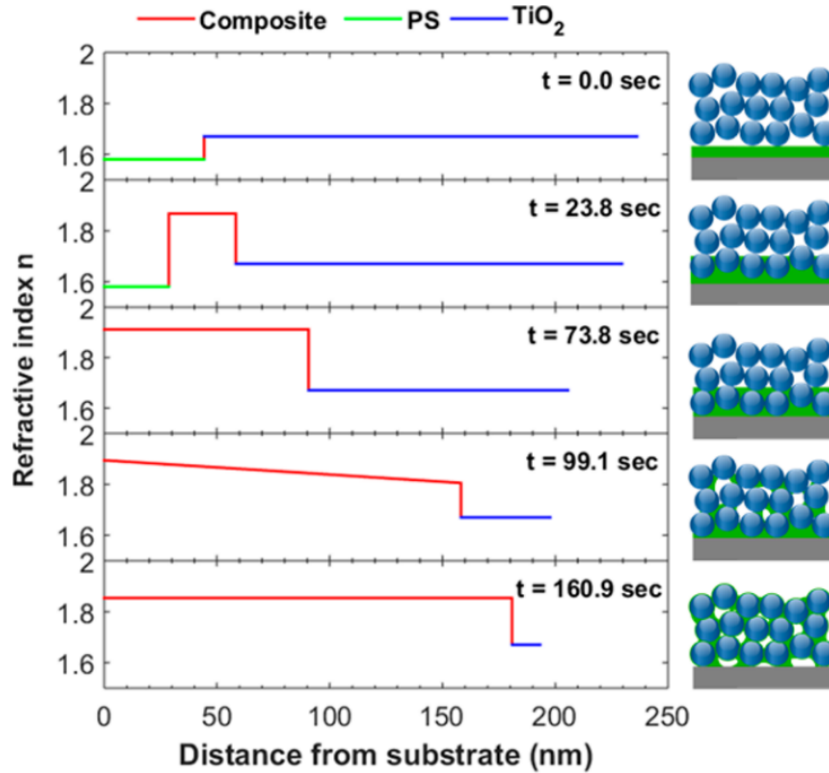 Composite PS TiO₂
2
t = 0.0 sec
1.8
1.6
2
t = 23.8 sec
1.8
1.6
2
t = 73.8 sec
1.8
1.6
2
t = 99.1 sec
1.8
1.6
2
t = 160.9 sec
1.8
1.6
0 50 100 150 200 250
Distance from substrate (nm)
Refractive index n